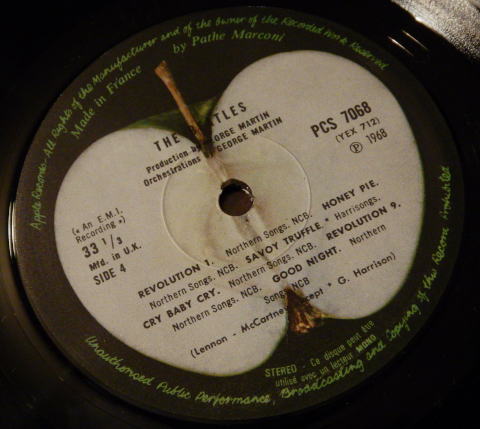 Apple Records. All Rights of the Manufacturer and of the Owner of the Recorded Work Reserved
Made in France by Pathe Marconi
THE BEATLES
Production by GEORGE MARTIN
Orchestrations by GEORGE MARTIN
PCS 7068
(YEX 712)
Ⓟ 1968
(« An E.M.I.
Recording »)
33 1/3
Mfd. in U.K.
SIDE 4
REVOLUTION 1. Northern Songs. NCB. HONEY PIE.
Northern Songs. NCB. SAVOY TRUFFLE. * Harrisongs.
CRY BABY CRY. Northern Songs. NCB. REVOLUTION 9.
Northern Songs. NCB. GOOD NIGHT. Northern
Songs NCB
(Lennon - McCartney except * G. Harrison)
STEREO - Ce disque peut être
utilisé avec un lecteur MONO
Unauthorised Public Performance, Broadcasting and Copying of this Record